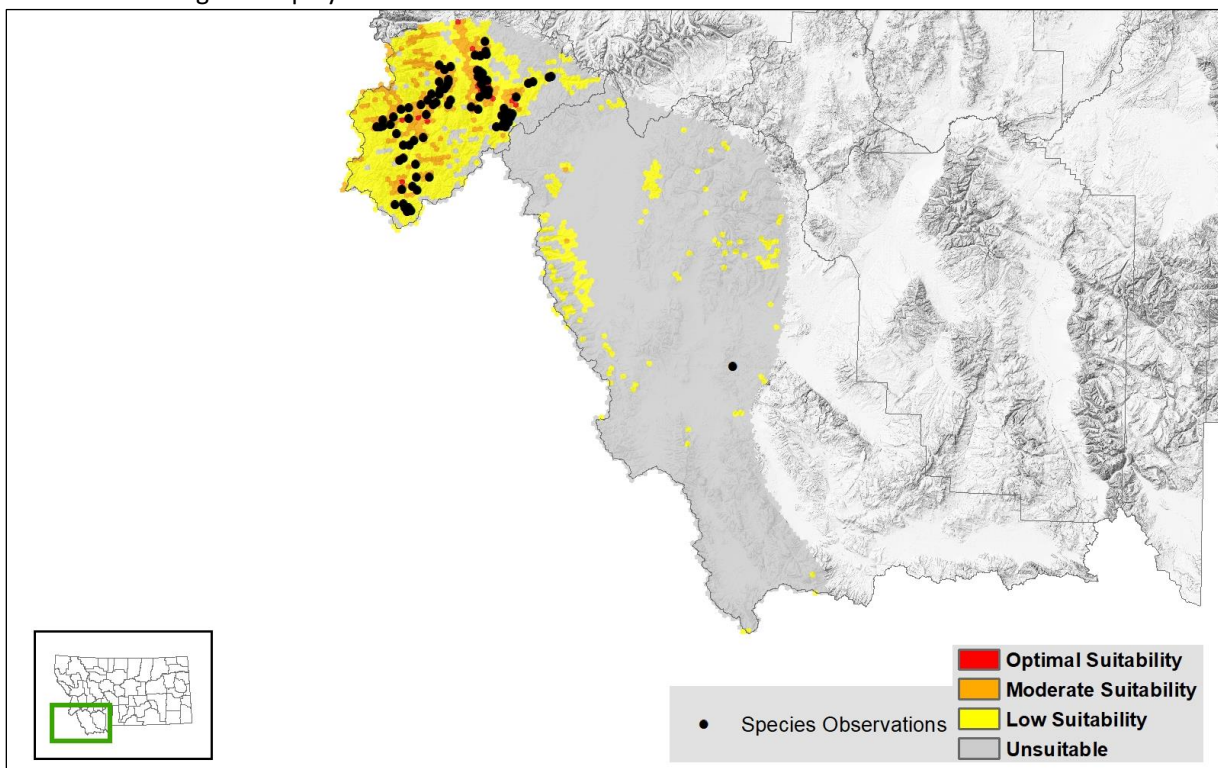 Optimal Suitability
Moderate Suitability
Low Suitability
Unsuitable
Species Observations